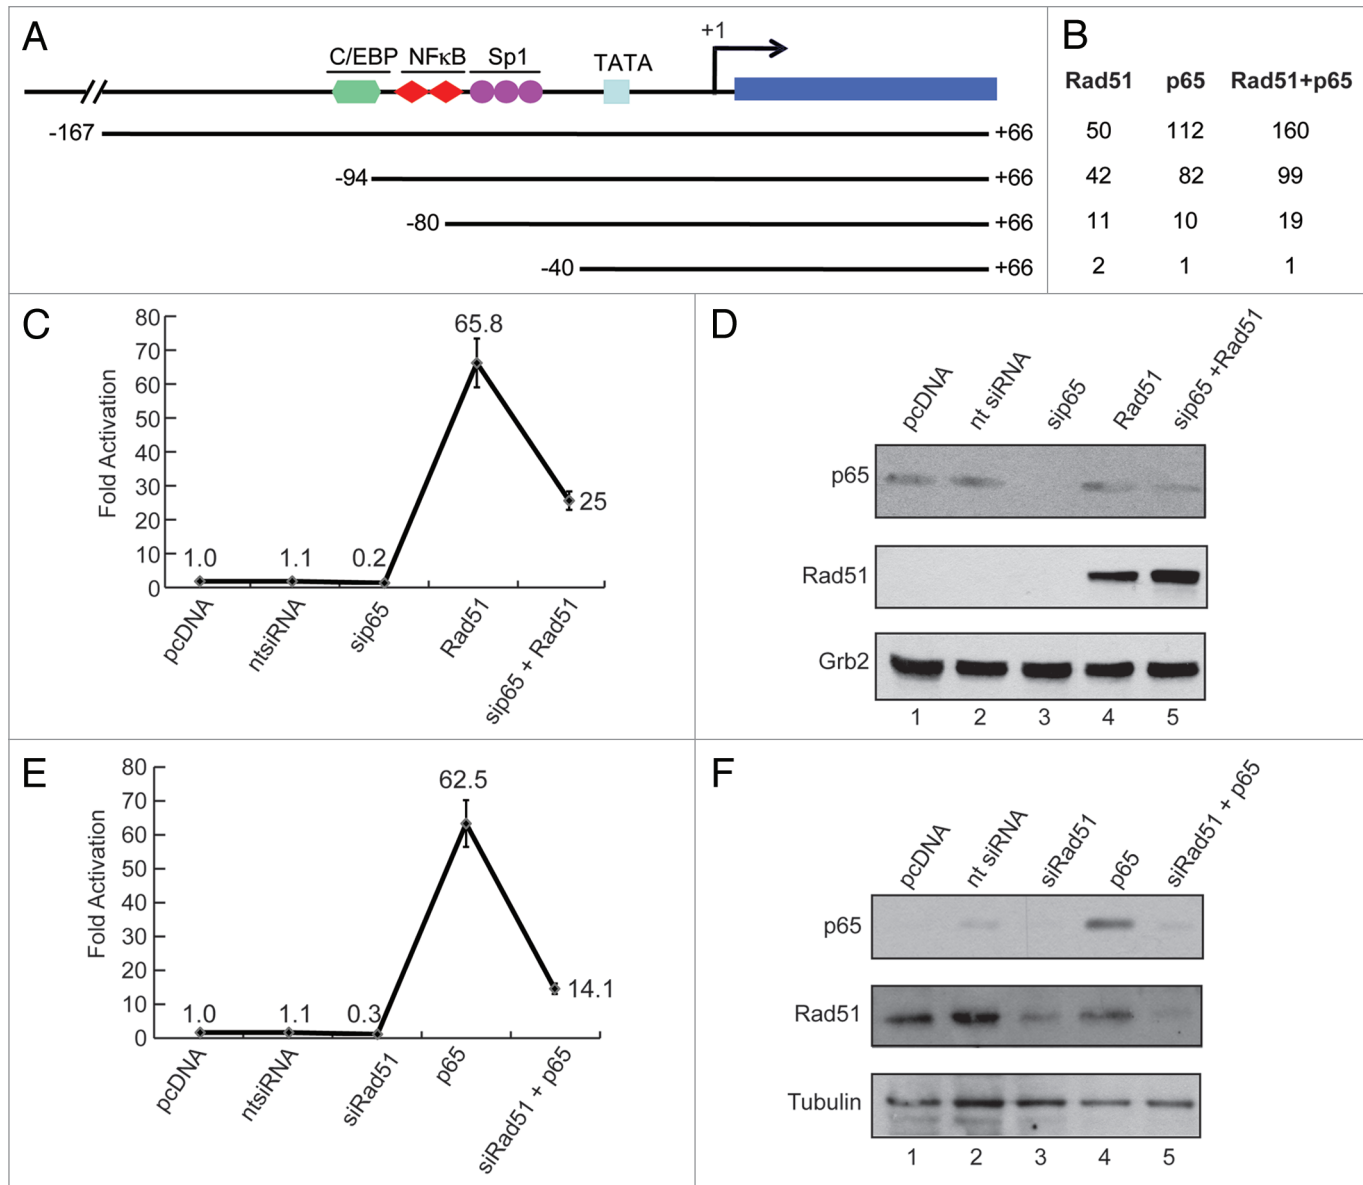 A
C/EBP NFκB Sp1
TATA
+1
-167 +66
-94 +66
-80 +66
-40 +66
B
Rad51 p65 Rad51+p65
50 112 160
42 82 99
11 10 19
2 1 1
C
Fold Activation
80
70
60
50
40
30
20
10
0
1.0 1.1 0.2 65.8 25
pcDNA
ntsiRNA
sip65
Rad51
sip65 + Rad51
D
pcDNA
nt siRNA
sip65
Rad51
sip65 +Rad51
p65
Rad51
Grb2
1 2 3 4 5
E
Fold Activation
80
70
60
50
40
30
20
10
0
1.0 1.1 0.3 62.5 14.1
pcDNA
ntsiRNA
siRad51
p65
siRad51 + p65
F
pcDNA
nt siRNA
siRad51
p65
siRad51 + p65
p65
Rad51
Tubulin
1 2 3 4 5